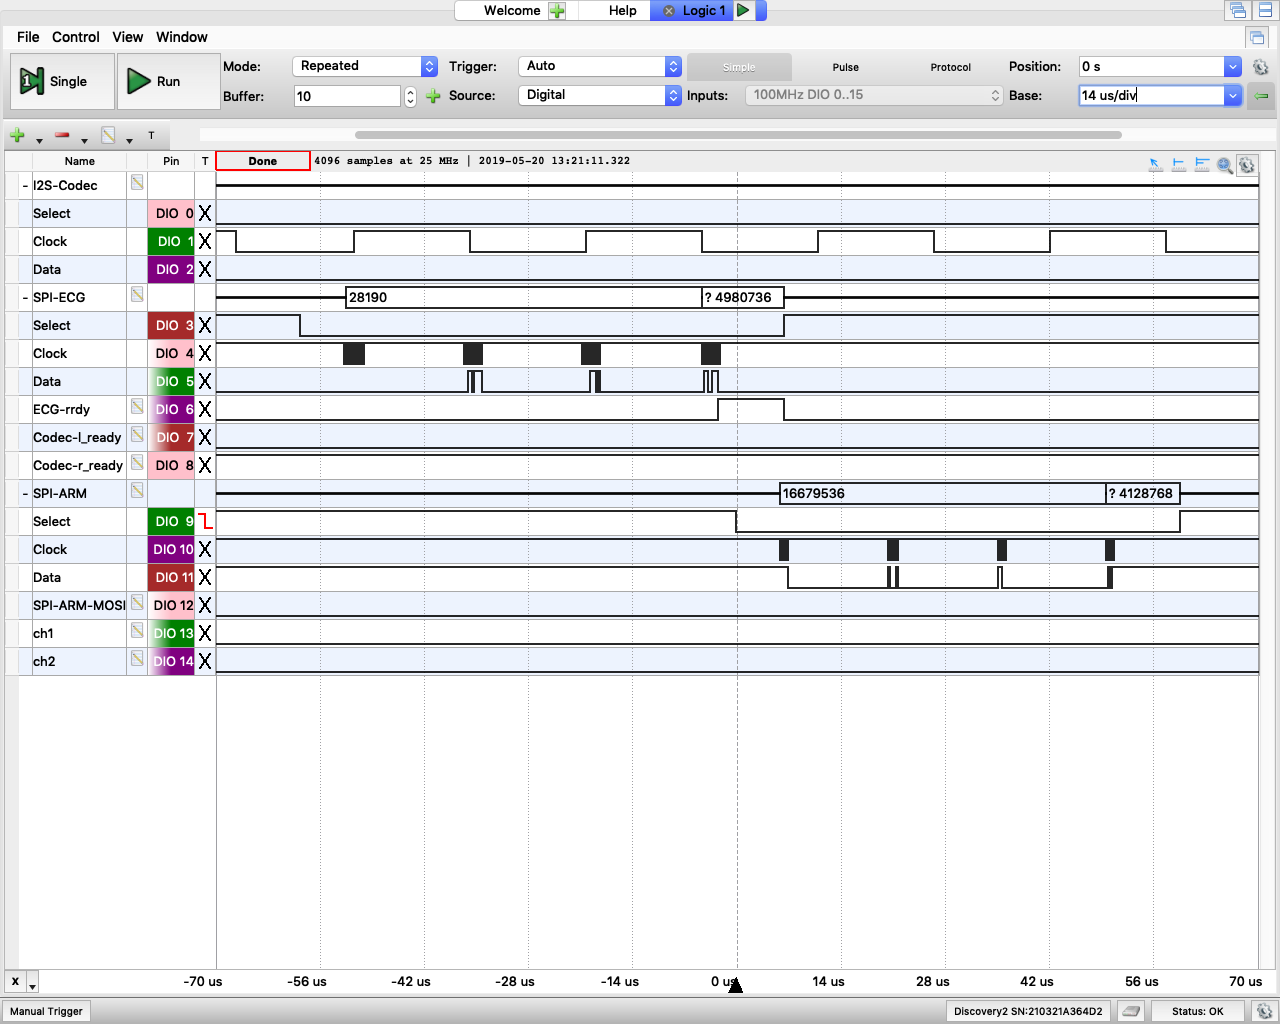 Welcome Help Logic 1
File Control View Window
Single Run Mode: Repeated Trigger: Auto Simple Pulse Protocol Position: 0 s
Buffer: 10 Source: Digital Inputs: 100MHz DIO 0..15 Base: 14 us/div
T
Name Pin T Done 4096 samples at 25 MHz | 2019-05-20 13:21:11.322
- I2S-Codec
Select DIO 0 X
Clock DIO 1 X
Data DIO 2 X
- SPI-ECG 28190 ? 4980736
Select DIO 3 X
Clock DIO 4 X
Data DIO 5 X
ECG-rrdy DIO 6 X
Codec-l_ready DIO 7 X
Codec-r_ready DIO 8 X
- SPI-ARM 16679536 ? 4128768
Select DIO 9
Clock DIO 10 X
Data DIO 11 X
SPI-ARM-MOSI DIO 12 X
ch1 DIO 13 X
ch2 DIO 14 X
X -70 us -56 us -42 us -28 us -14 us 0 us 14 us 28 us 42 us 56 us 70 us
Manual Trigger Discovery2 SN:210321A364D2 Status: OK